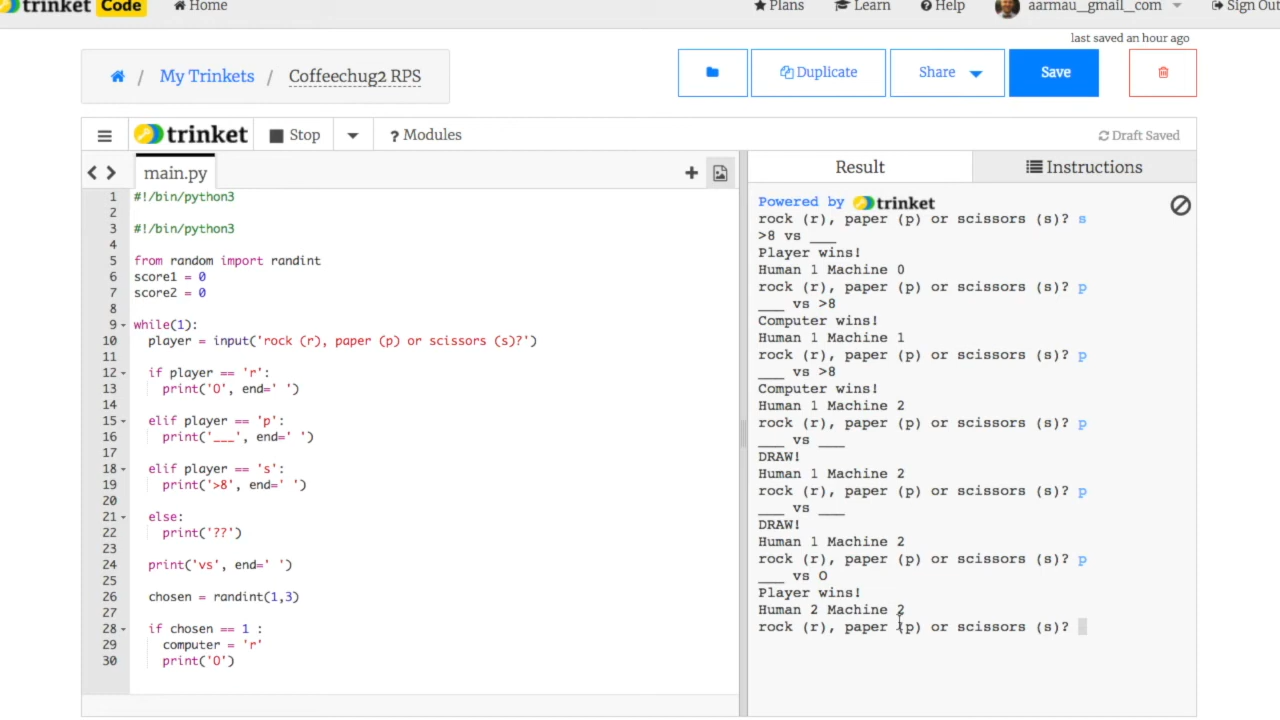 trinket Code Home Plans Learn Help aarmau_gmail_com Sign Out
last saved an hour ago
/ My Trinkets / Coffeechug2 RPS Duplicate Share Save
trinket Stop ? Modules Draft Saved
main.py
1 #!/bin/python3
2
3 #!/bin/python3
4
5 from random import randint
6 score1 = 0
7 score2 = 0
8
9 while(1):
10 player = input('rock (r), paper (p) or scissors (s)?')
11
12 if player == 'r':
13 print('O', end=' ')
14
15 elif player == 'p':
16 print('___', end=' ')
17
18 elif player == 's':
19 print('>8', end=' ')
20
21 else:
22 print('??')
23
24 print('vs', end=' ')
25
26 chosen = randint(1,3)
27
28 if chosen == 1 :
29 computer = 'r'
30 print('O')
Result Instructions
Powered by trinket
rock (r), paper (p) or scissors (s)? s
>8 vs ___
Player wins!
Human 1 Machine 0
rock (r), paper (p) or scissors (s)? p
___ vs >8
Computer wins!
Human 1 Machine 1
rock (r), paper (p) or scissors (s)? p
___ vs >8
Computer wins!
Human 1 Machine 2
rock (r), paper (p) or scissors (s)? p
___ vs ___
DRAW!
Human 1 Machine 2
rock (r), paper (p) or scissors (s)? p
___ vs ___
DRAW!
Human 1 Machine 2
rock (r), paper (p) or scissors (s)? p
___ vs O
Player wins!
Human 2 Machine 2
rock (r), paper (p) or scissors (s)?